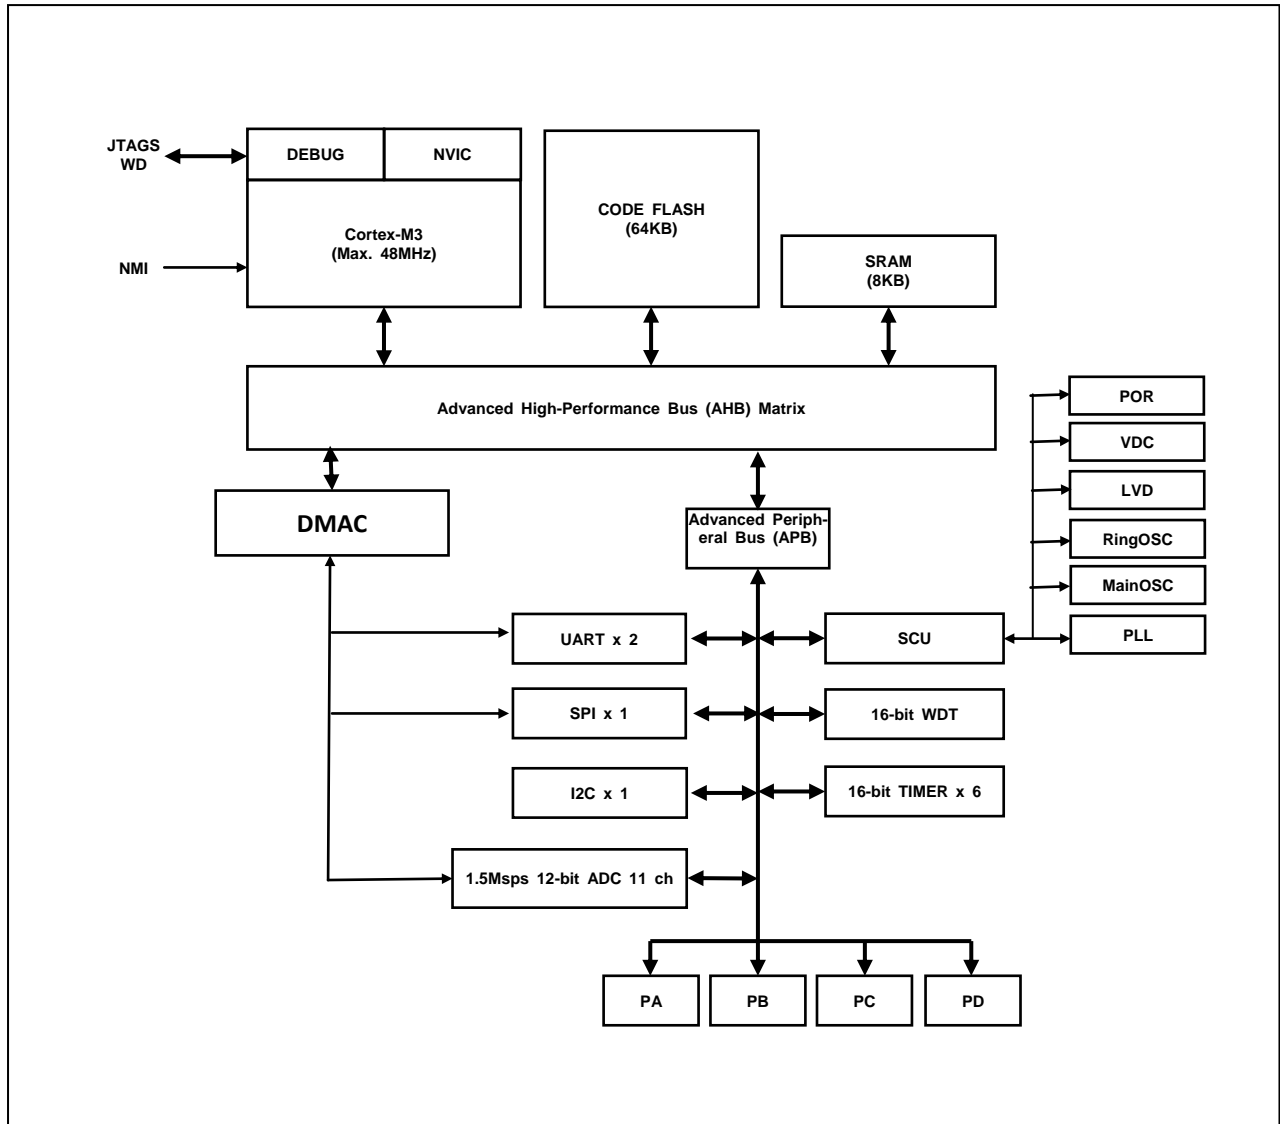 JTAGS
WD
DEBUG
NVIC
Cortex-M3
(Max. 48MHz)
NMI
CODE FLASH
(64KB)
SRAM
(8KB)
Advanced High-Performance Bus (AHB) Matrix
POR
VDC
LVD
RingOSC
MainOSC
PLL
DMAC
Advanced Periph-
eral Bus (APB)
UART x 2
SCU
SPI x 1
16-bit WDT
I2C x 1
16-bit TIMER x 6
1.5Msps 12-bit ADC 11 ch
PA
PB
PC
PD